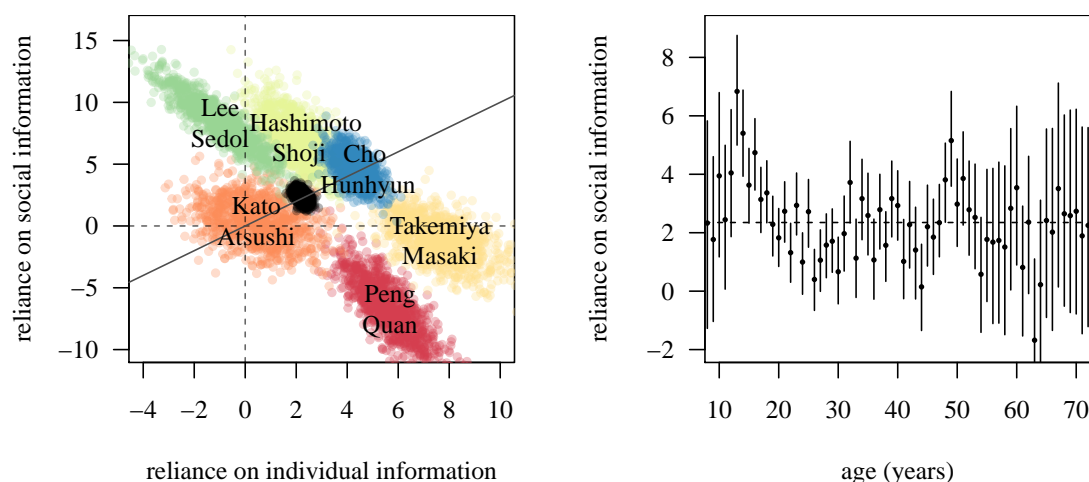 15
10
5
0
−5
−10
−4
−2
0
2
4
6
8
10
reliance on social information
reliance on individual information
Lee
Sedol
Hashimoto
Shoji
Cho
Hunhyun
Kato
Atsushi
Takemiya
Masaki
Peng
Quan
8
6
4
2
0
−2
10
20
30
40
50
60
70
reliance on social information
age (years)